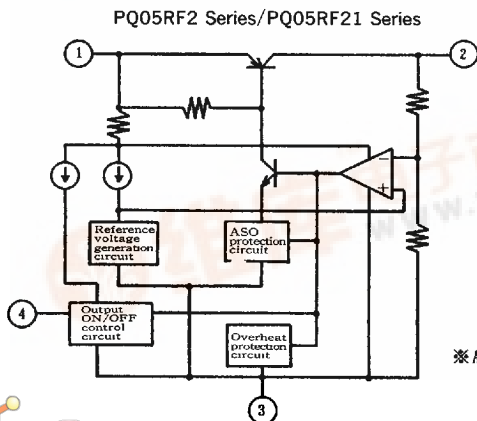 PQ05RF2 Series/PQ05RF21 Series
1
2
−
+
Reference
voltage
generation
circuit
ASO
protection
circuit
4
Output
ON/OFF
control
circuit
Overheat
protection
circuit
3
※